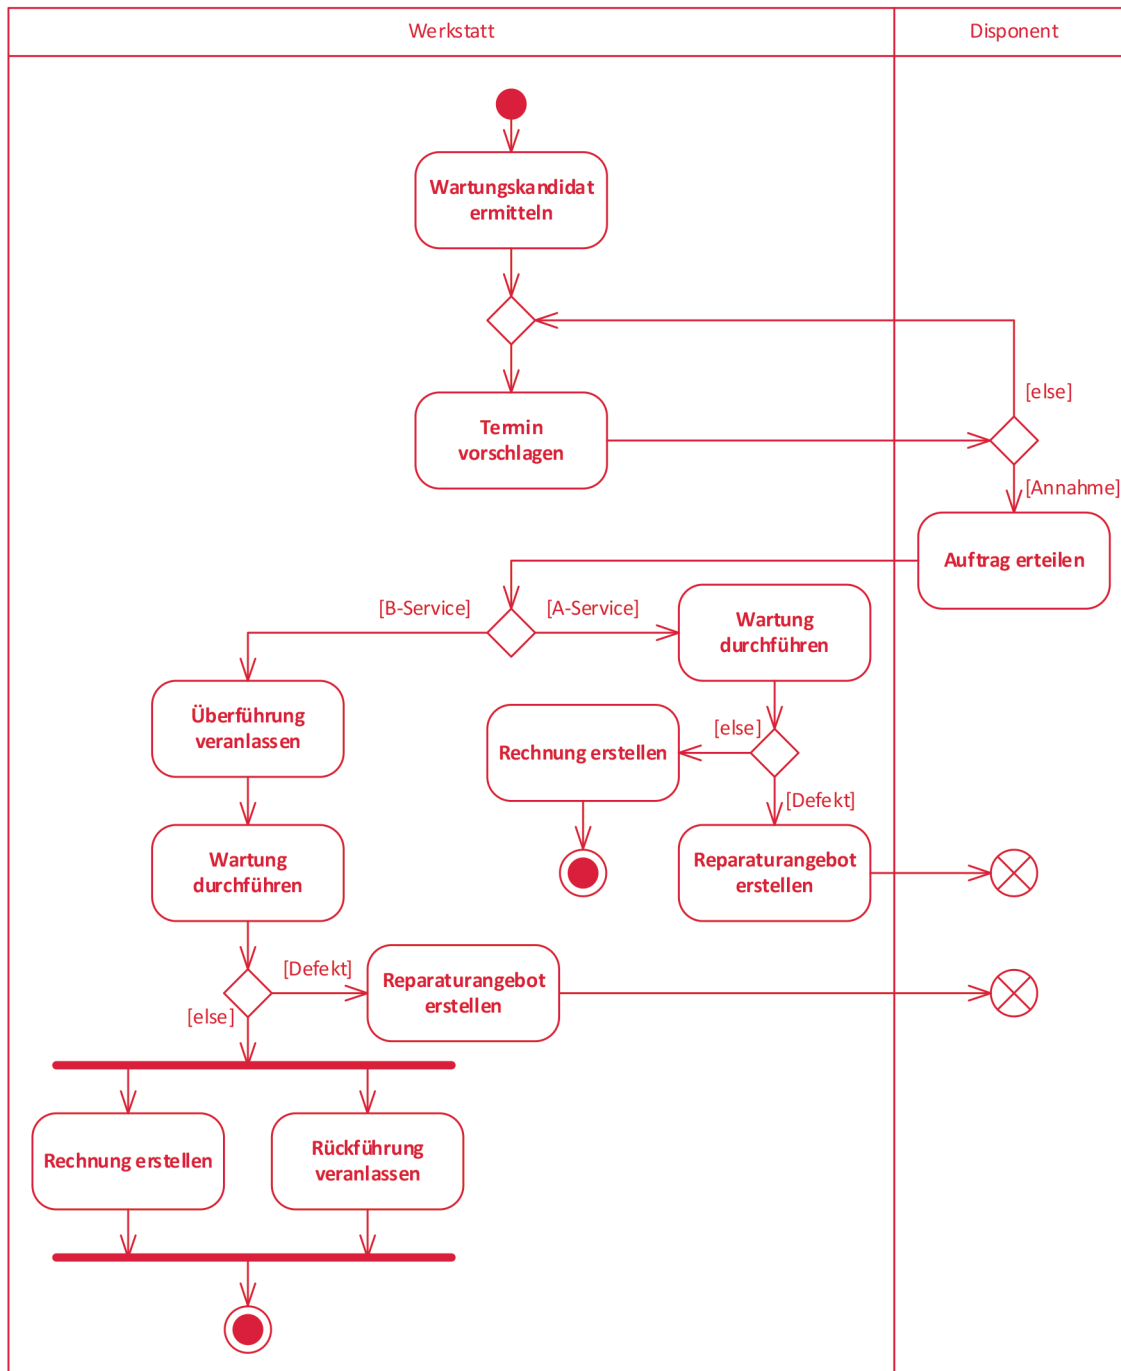 Werkstatt
Disponent
Wartungskandidat
ermitteln
[else]
Termin
vorschlagen
[Annahme]
Auftrag erteilen
[B-Service]
[A-Service]
Wartung
durchführen
Überführung
veranlassen
[else]
Rechnung erstellen
[Defekt]
Wartung
durchführen
Reparaturangebot
erstellen
[Defekt]
Reparaturangebot
erstellen
[else]
Rechnung erstellen
Rückführung
veranlassen